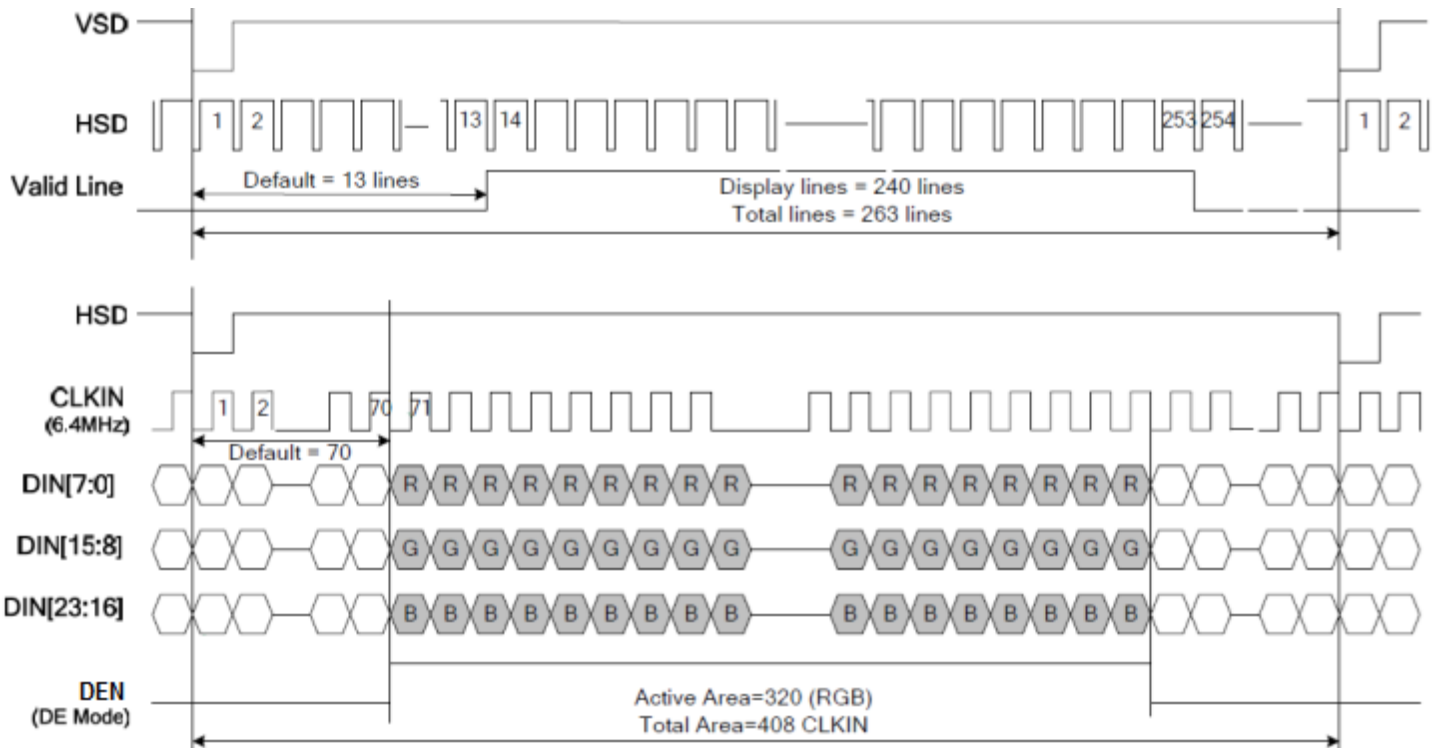 VSD
HSD 1 2 13 14 253 254 1 2
Valid Line Default = 13 lines Display lines = 240 lines
Total lines = 263 lines
HSD
CLKIN 1 2 70 71
(6.4MHz)
Default = 70
DIN[7:0] R R R R R R R R R R R R R R R R R
DIN[15:8] G G G G G G G G G G G G G G G G G
DIN[23:16] B B B B B B B B B B B B B B B B B
DEN Active Area=320 (RGB)
(DE Mode) Total Area=408 CLKIN